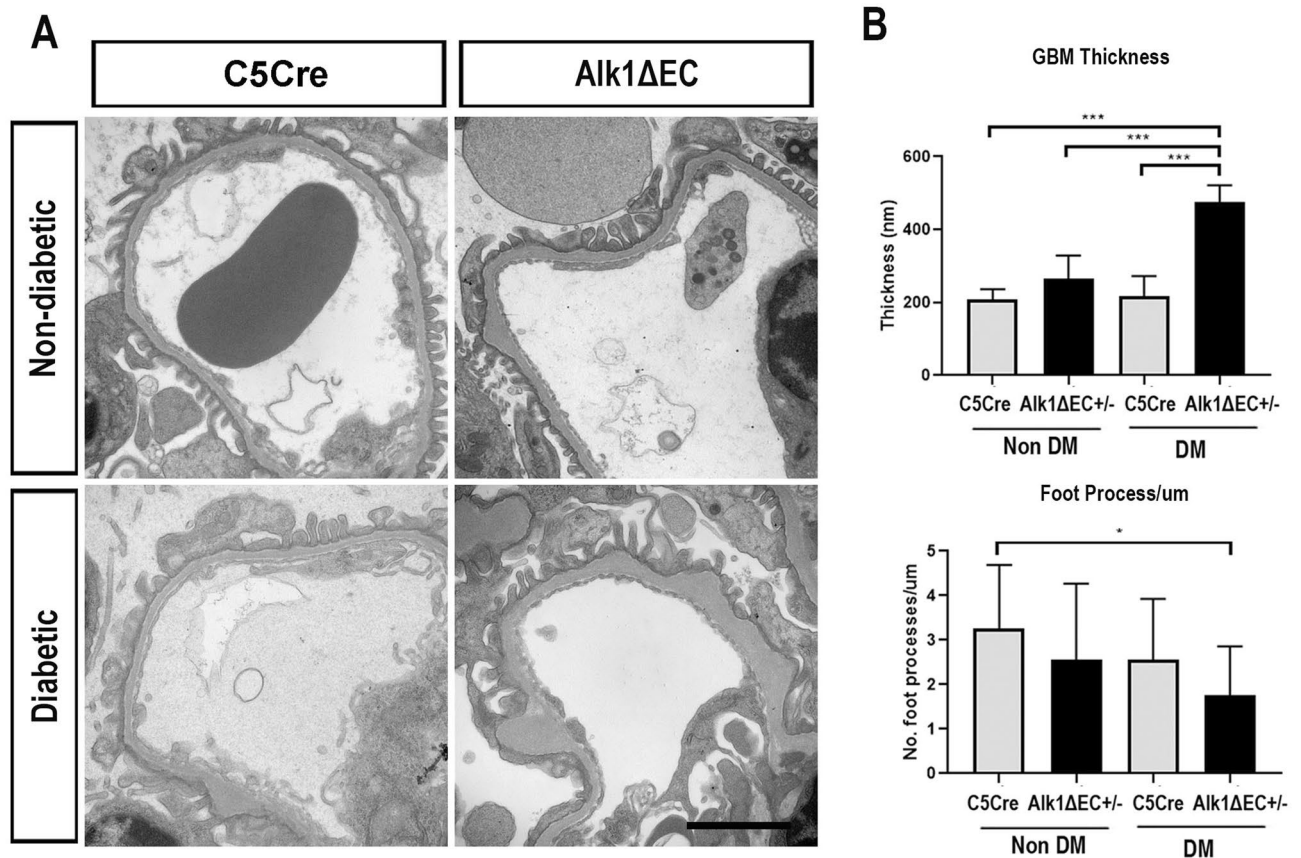 A
C5Cre
Alk1ΔEC
Non-diabetic
Diabetic
B
GBM Thickness
***
***
***
600
400
200
0
Thickness (nm)
C5Cre Alk1ΔEC+/- C5Cre Alk1ΔEC+/-
Non DM DM
Foot Process/um
*
5
4
3
2
1
0
No. foot processes/um
C5Cre Alk1ΔEC+/- C5Cre Alk1ΔEC+/-
Non DM DM